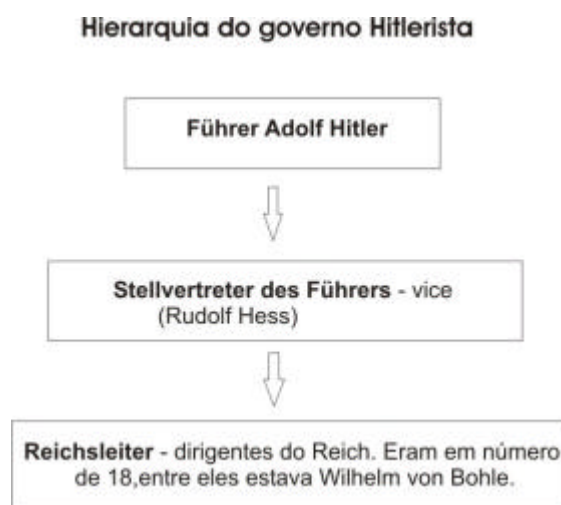 Hierarquia do governo Hitlerista
Führer Adolf Hitler
Stellvertreter des Führers - vice
(Rudolf Hess)
Reichsleiter - dirigentes do Reich. Eram em número
de 18,entre eles estava Wilhelm von Bohle.